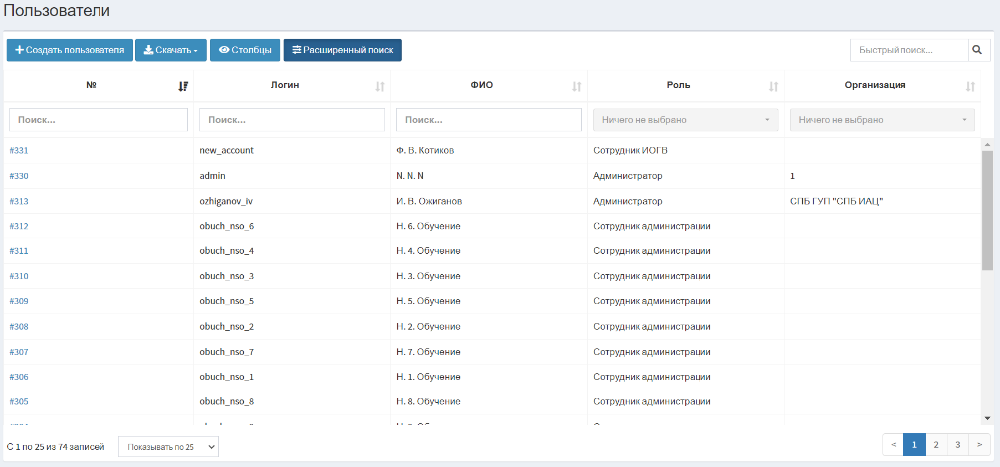 Пользователи
Создать пользователя Скачать Столбцы Расширенный поиск Быстрый поиск...
№ Логин ФИО Роль Организация
Поиск... Поиск... Поиск... Ничего не выбрано Ничего не выбрано
#331 new_account Ф. В. Котиков Сотрудник ИОГВ
#330 admin N. N. N Администратор 1
#313 ozhiganov_iv И. В. Ожиганов Администратор СПБ ГУП "СПБ ИАЦ"
#312 obuch_nso_6 Н. 6. Обучение Сотрудник администрации
#311 obuch_nso_4 Н. 4. Обучение Сотрудник администрации
#310 obuch_nso_3 Н. 3. Обучение Сотрудник администрации
#309 obuch_nso_5 Н. 5. Обучение Сотрудник администрации
#308 obuch_nso_2 Н. 2. Обучение Сотрудник администрации
#307 obuch_nso_7 Н. 7. Обучение Сотрудник администрации
#306 obuch_nso_1 Н. 1. Обучение Сотрудник администрации
#305 obuch_nso_8 Н. 8. Обучение Сотрудник администрации
С 1 по 25 из 74 записей Показывать по 25 < 1 2 3 >